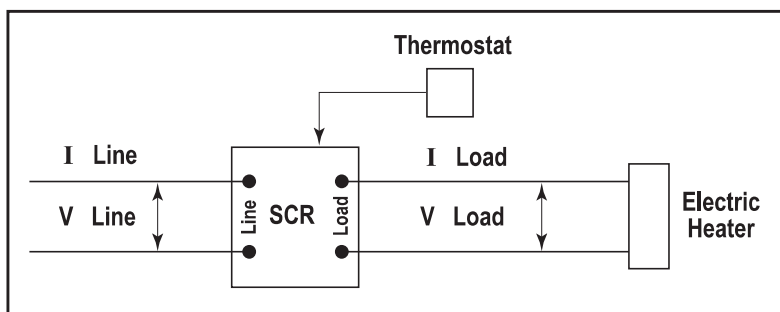 Thermostat
I Line
I Load
V Line
Line
SCR
Load
V Load
Electric
Heater